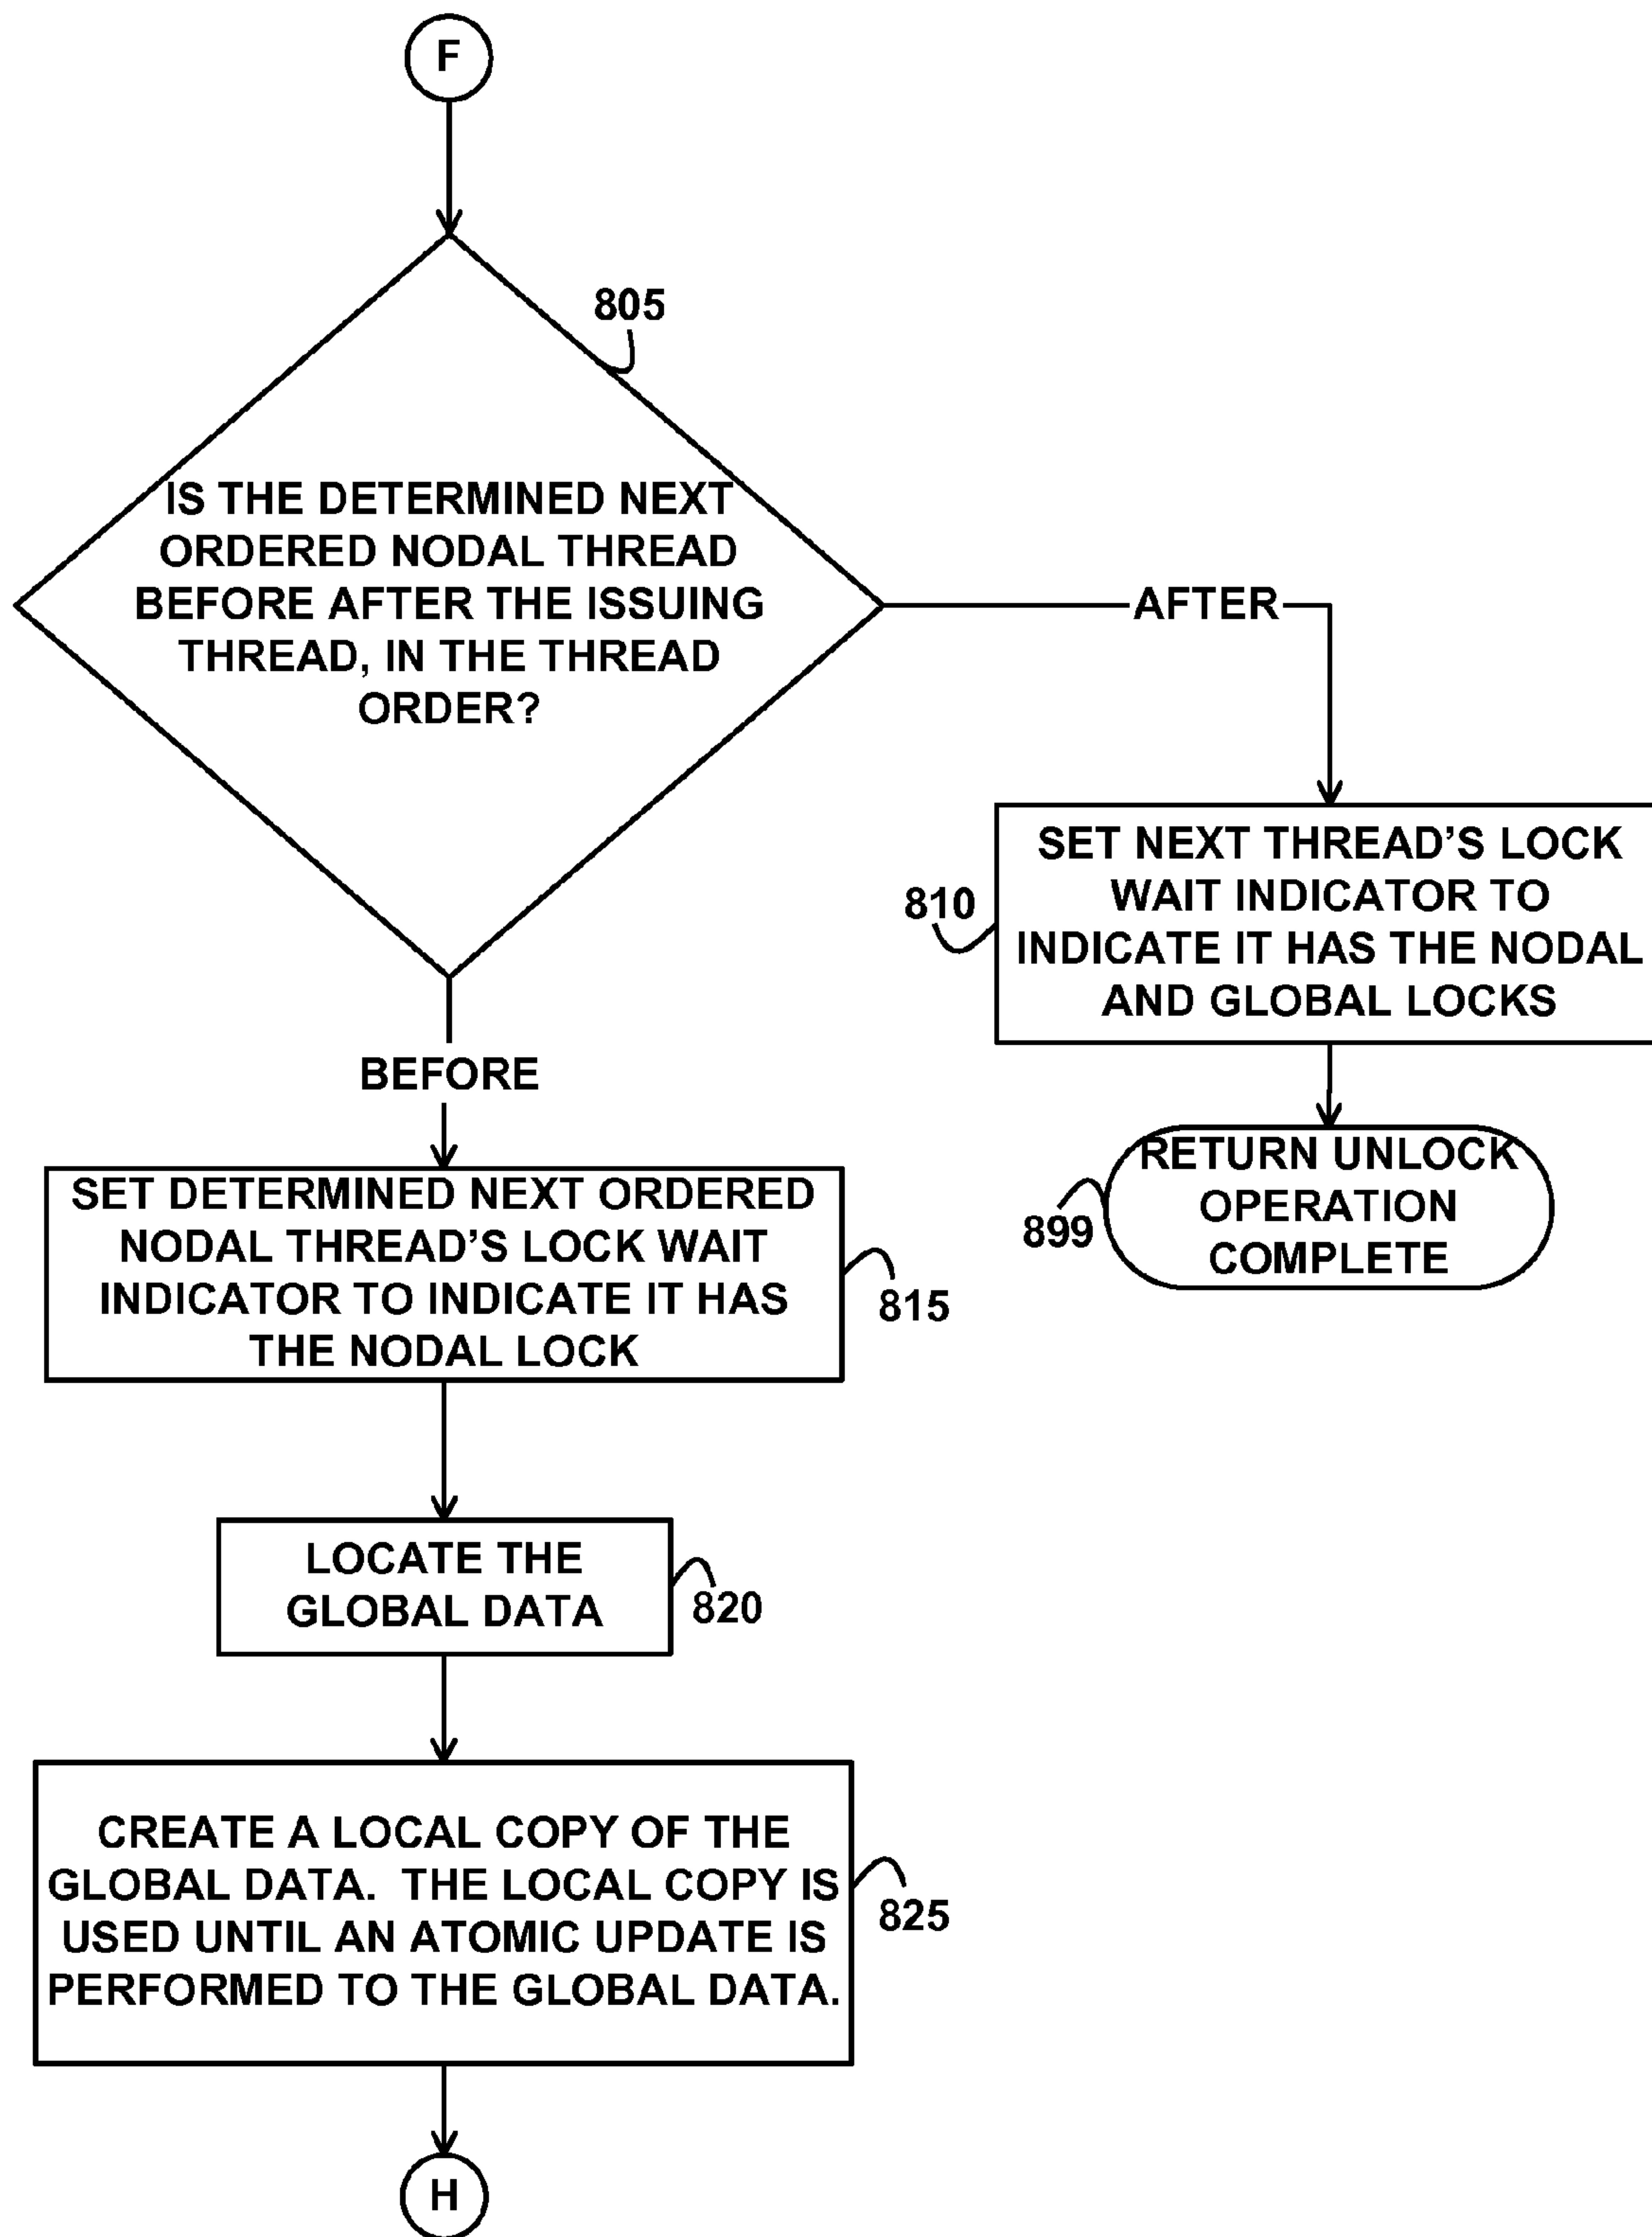 F
805
IS THE DETERMINED NEXT
ORDERED NODAL THREAD
BEFORE AFTER THE ISSUING
THREAD, IN THE THREAD
ORDER?
AFTER
810
SET NEXT THREAD’S LOCK
WAIT INDICATOR TO
INDICATE IT HAS THE NODAL
AND GLOBAL LOCKS
BEFORE
899
RETURN UNLOCK
OPERATION
COMPLETE
SET DETERMINED NEXT ORDERED
NODAL THREAD’S LOCK WAIT
INDICATOR TO INDICATE IT HAS
THE NODAL LOCK
815
LOCATE THE
GLOBAL DATA
820
CREATE A LOCAL COPY OF THE
GLOBAL DATA.  THE LOCAL COPY IS
USED UNTIL AN ATOMIC UPDATE IS
PERFORMED TO THE GLOBAL DATA.
825
H